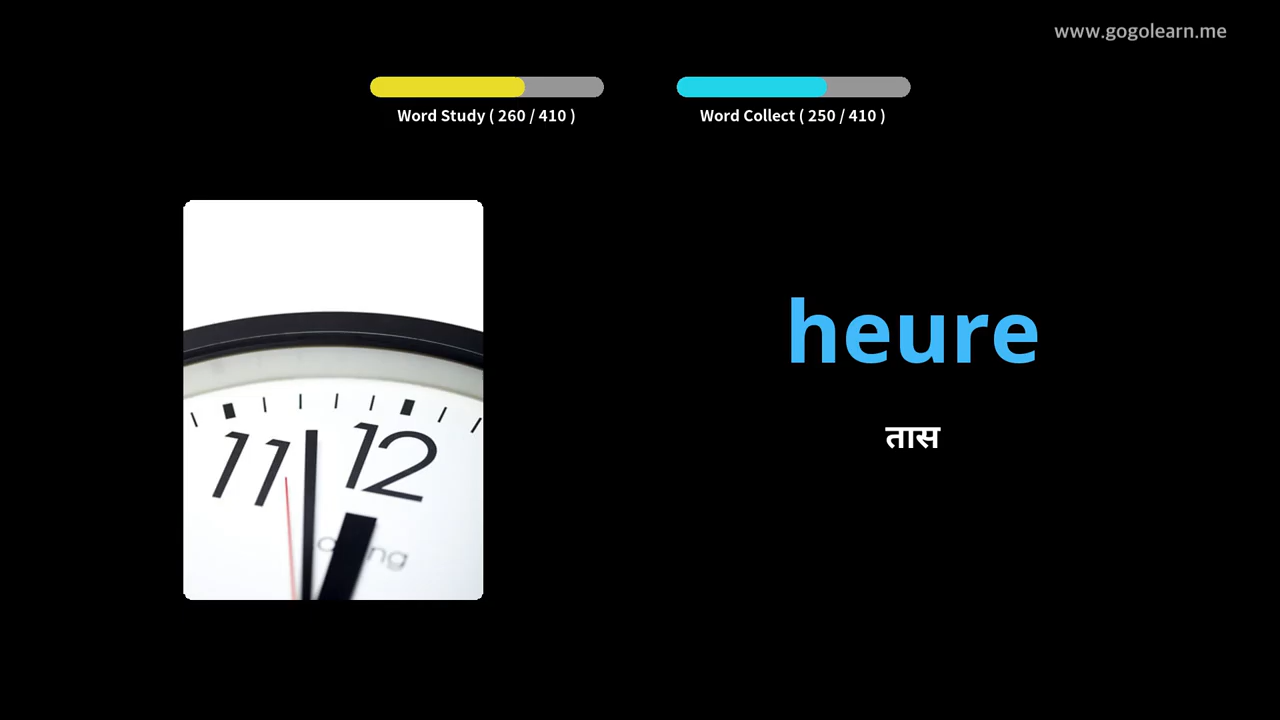 www.gogolearn.me
Word Study ( 260 / 410 )
Word Collect ( 250 / 410 )
heure
तास
11 12